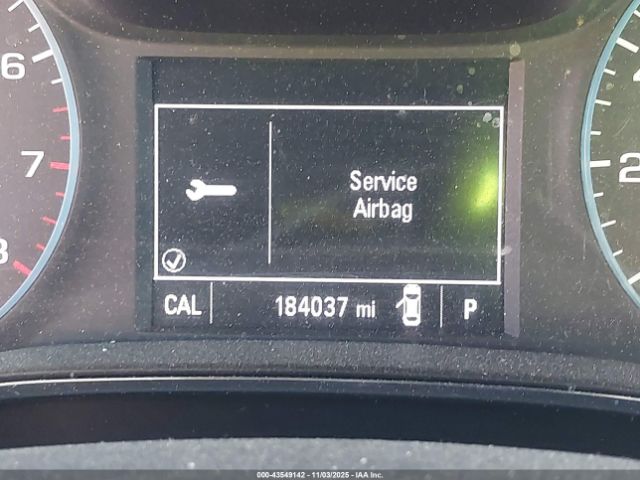 6
7
8
Service
Airbag
CAL 184037 mi P
2
000-43549142 - 11/03/2025 - IAA Inc.